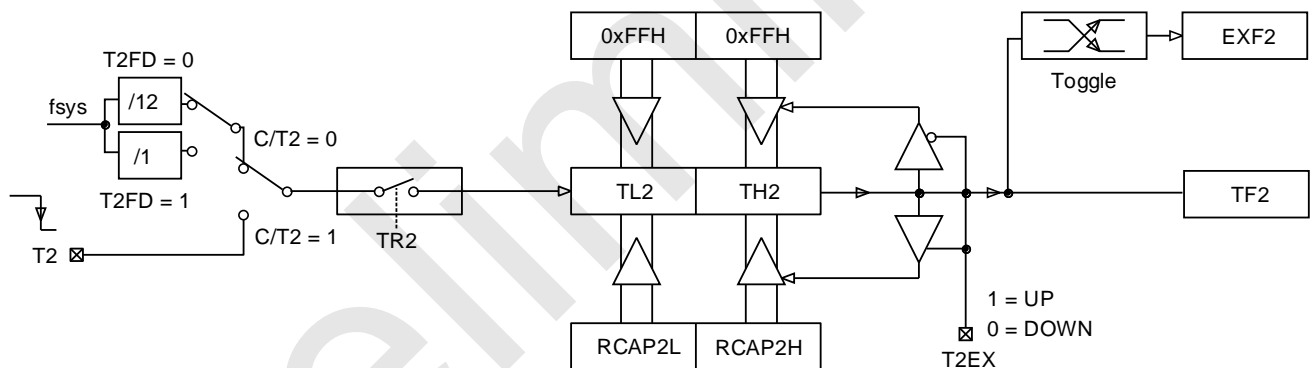 0xFFH 0xFFH
EXF2
T2FD = 0
Toggle
fsys
/12
C/T2 = 0
/1
T2FD = 1
TL2 TH2
TF2
C/T2 = 1
TR2
T2
1 = UP
0 = DOWN
RCAP2L RCAP2H
T2EX